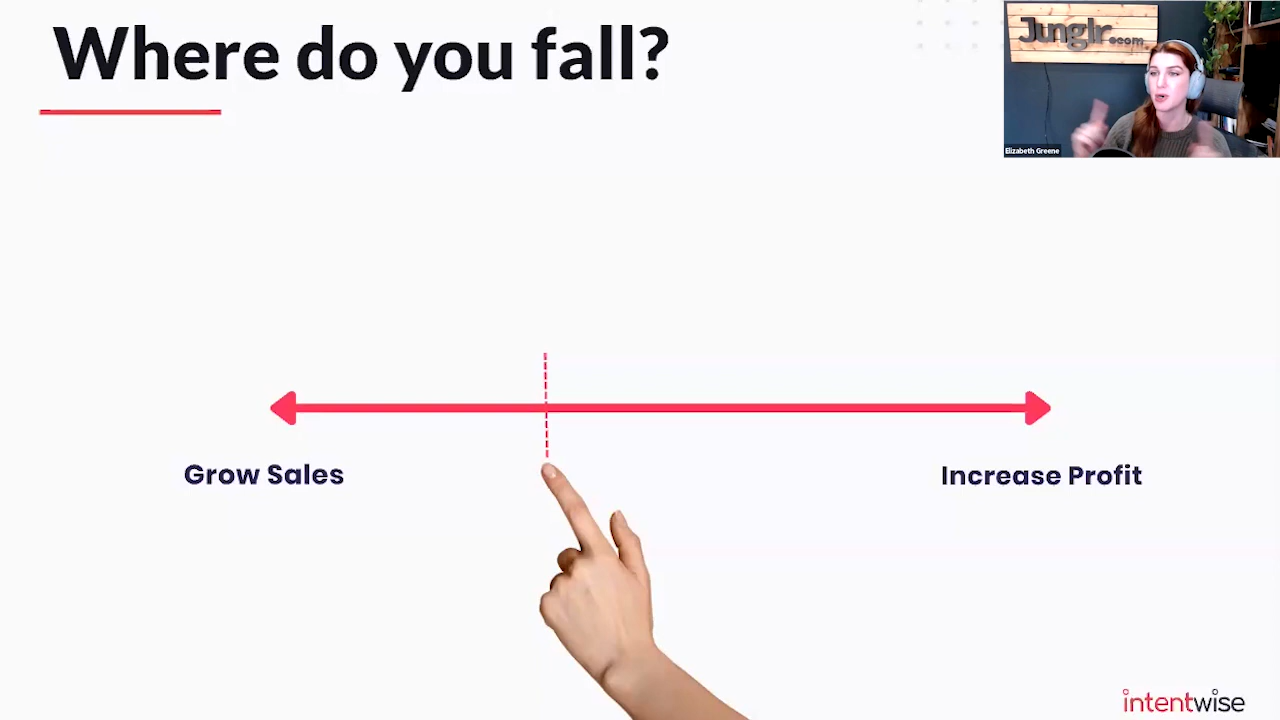 Where do you fall?
Junglr.com
Elizabeth Greene
Grow Sales
Increase Profit
intentwise